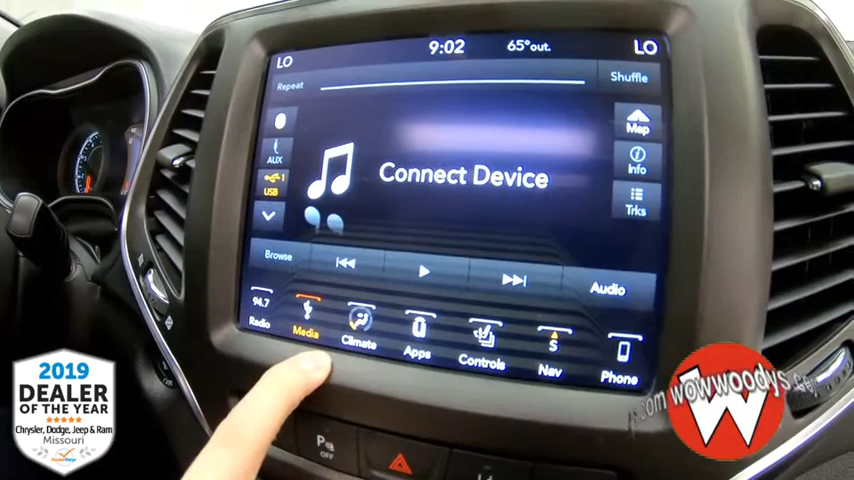 9:02
65°out.
LO
LO
Repeat
Shuffle
Map
AUX
Info
USB
1
Connect Device
Trks
Browse
Audio
94.7
Radio
Media
Climate
Apps
Controls
S
Nav
Phone
P
OFF
2019
DEALER
OF THE YEAR
Chrysler, Dodge, Jeep & Ram
Missouri
W
wowwoodys.com